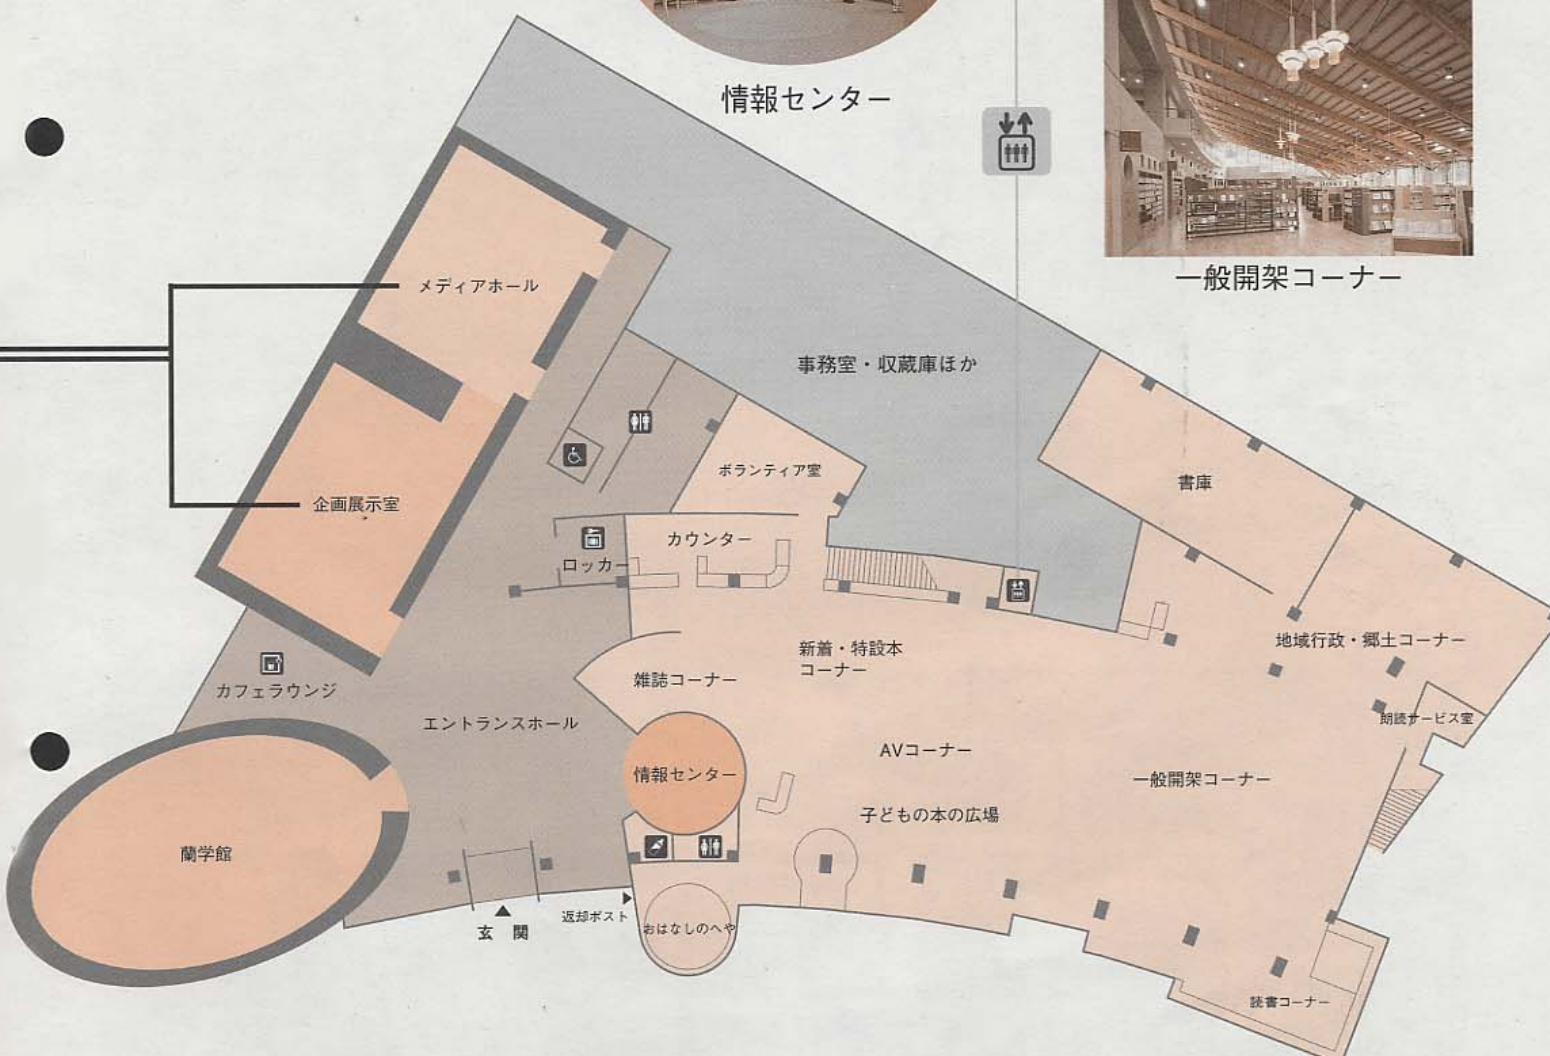 情報センター
一般開架コーナー
メディアホール
事務室・収蔵庫ほか
ボランティア室
書庫
企画展示室
カウンター
ロッカー
地域行政・郷土コーナー
新着・特設本
コーナー
雑誌コーナー
カフェラウンジ
朗読サービス室
エントランスホール
AVコーナー
情報センター
一般開架コーナー
子どもの本の広場
蘭学館
返却ポスト
玄 関
おはなしのへや
読書コーナー